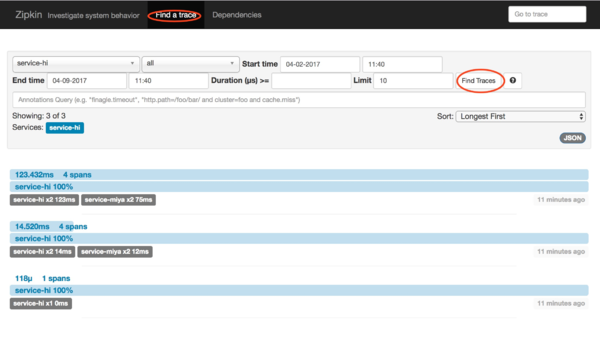 Zipkin Investigate system behavior Find a trace Dependencies Go to trace
service-hi all Start time 04-02-2017 11:40
End time 04-09-2017 11:40 Duration (μs) >= Limit 10 Find Traces
Annotations Query (e.g. "finagle.timeout", "http.path=/foo/bar/ and cluster=foo and cache.miss")
Showing: 3 of 3 Sort: Longest First
Services: service-hi
JSON
123.432ms 4 spans
service-hi 100%
service-hi x2 123ms service-miya x2 75ms 11 minutes ago
14.520ms 4 spans
service-hi 100%
service-hi x2 14ms service-miya x2 12ms 11 minutes ago
118μ 1 spans
service-hi 100%
service-hi x1 0ms 11 minutes ago